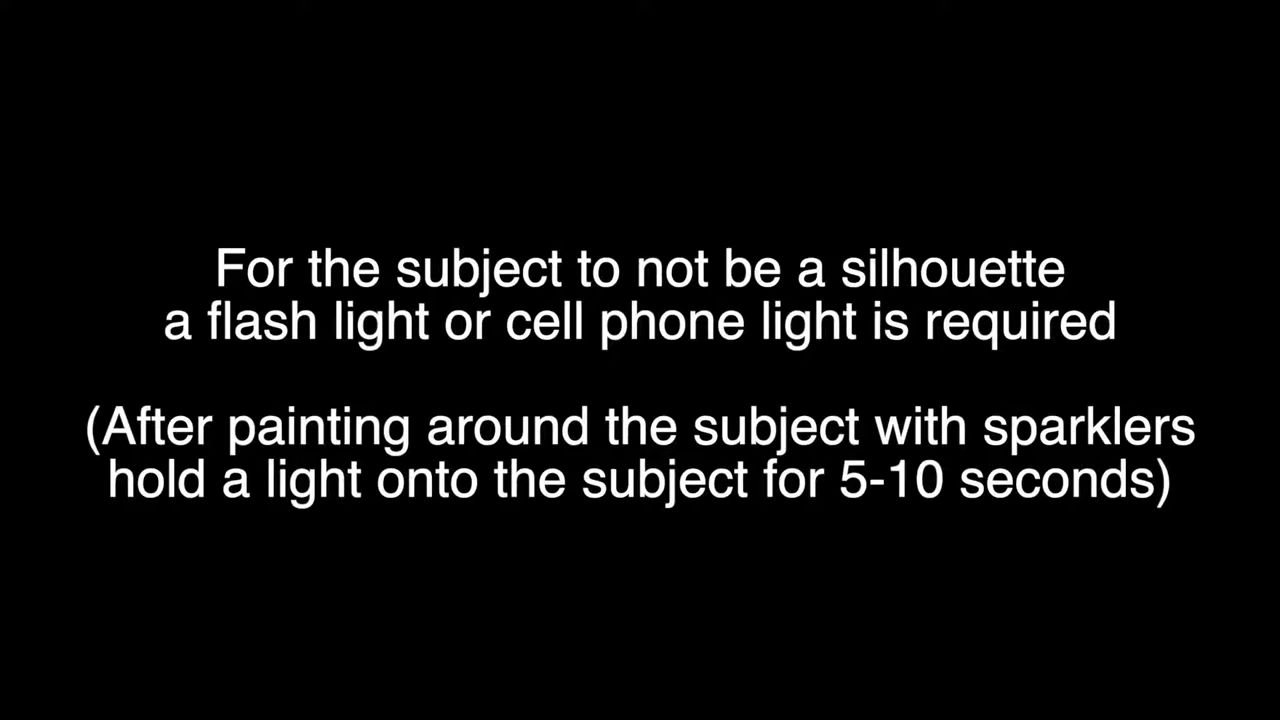 For the subject to not be a silhouette
a flash light or cell phone light is required
(After painting around the subject with sparklers
hold a light onto the subject for 5-10 seconds)